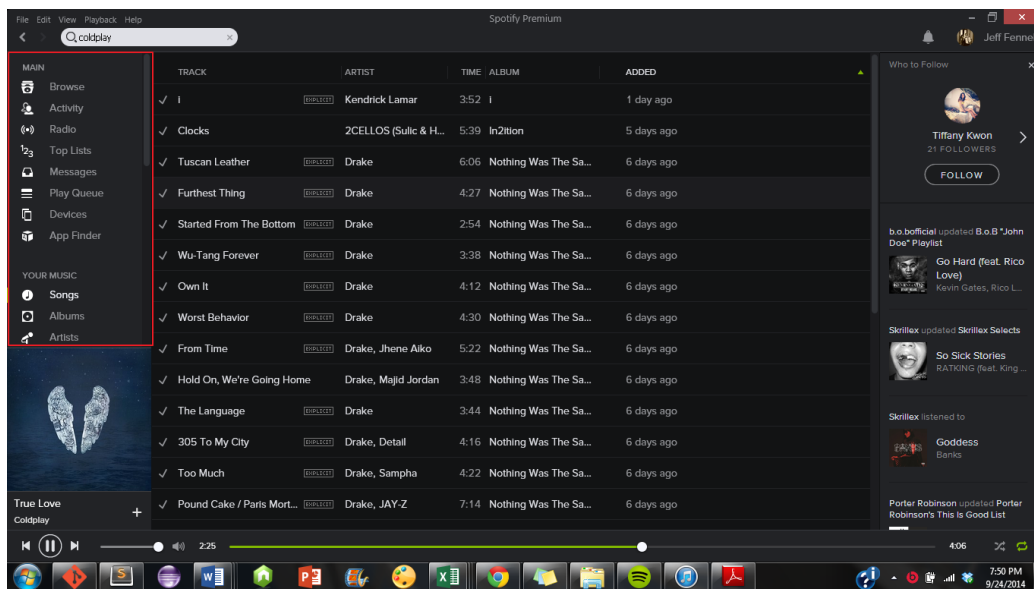 File Edit View Playback Help
Spotify Premium
coldplay
Jeff Fenne
MAIN
Browse
Activity
Radio
Top Lists
Messages
Play Queue
Devices
App Finder
YOUR MUSIC
Songs
Albums
Artists
TRACK ARTIST TIME ALBUM ADDED
i EXPLICIT Kendrick Lamar 3:52 i 1 day ago
Clocks 2CELLOS (Sulic & H... 5:39 In2ition 5 days ago
Tuscan Leather EXPLICIT Drake 6:06 Nothing Was The Sa... 6 days ago
Furthest Thing EXPLICIT Drake 4:27 Nothing Was The Sa... 6 days ago
Started From The Bottom EXPLICIT Drake 2:54 Nothing Was The Sa... 6 days ago
Wu-Tang Forever EXPLICIT Drake 3:38 Nothing Was The Sa... 6 days ago
Own It EXPLICIT Drake 4:12 Nothing Was The Sa... 6 days ago
Worst Behavior EXPLICIT Drake 4:30 Nothing Was The Sa... 6 days ago
From Time EXPLICIT Drake, Jhene Aiko 5:22 Nothing Was The Sa... 6 days ago
Hold On, We're Going Home Drake, Majid Jordan 3:48 Nothing Was The Sa... 6 days ago
The Language EXPLICIT Drake 3:44 Nothing Was The Sa... 6 days ago
305 To My City EXPLICIT Drake, Detail 4:16 Nothing Was The Sa... 6 days ago
Too Much EXPLICIT Drake, Sampha 4:22 Nothing Was The Sa... 6 days ago
Pound Cake / Paris Mort... EXPLICIT Drake, JAY-Z 7:14 Nothing Was The Sa... 6 days ago
Who to Follow
Tiffany Kwon
21 FOLLOWERS
FOLLOW
b.o.bofficial updated B.o.B "John
Doe" Playlist
Go Hard (feat. Rico
Love)
Kevin Gates, Rico L...
Skrillex updated Skrillex Selects
So Sick Stories
RATKING (feat. King ...
Skrillex listened to
Goddess
Banks
Porter Robinson updated Porter
Robinson's This Is Good List
True Love
Coldplay
2:25
4:06
7:50 PM
9/24/2014